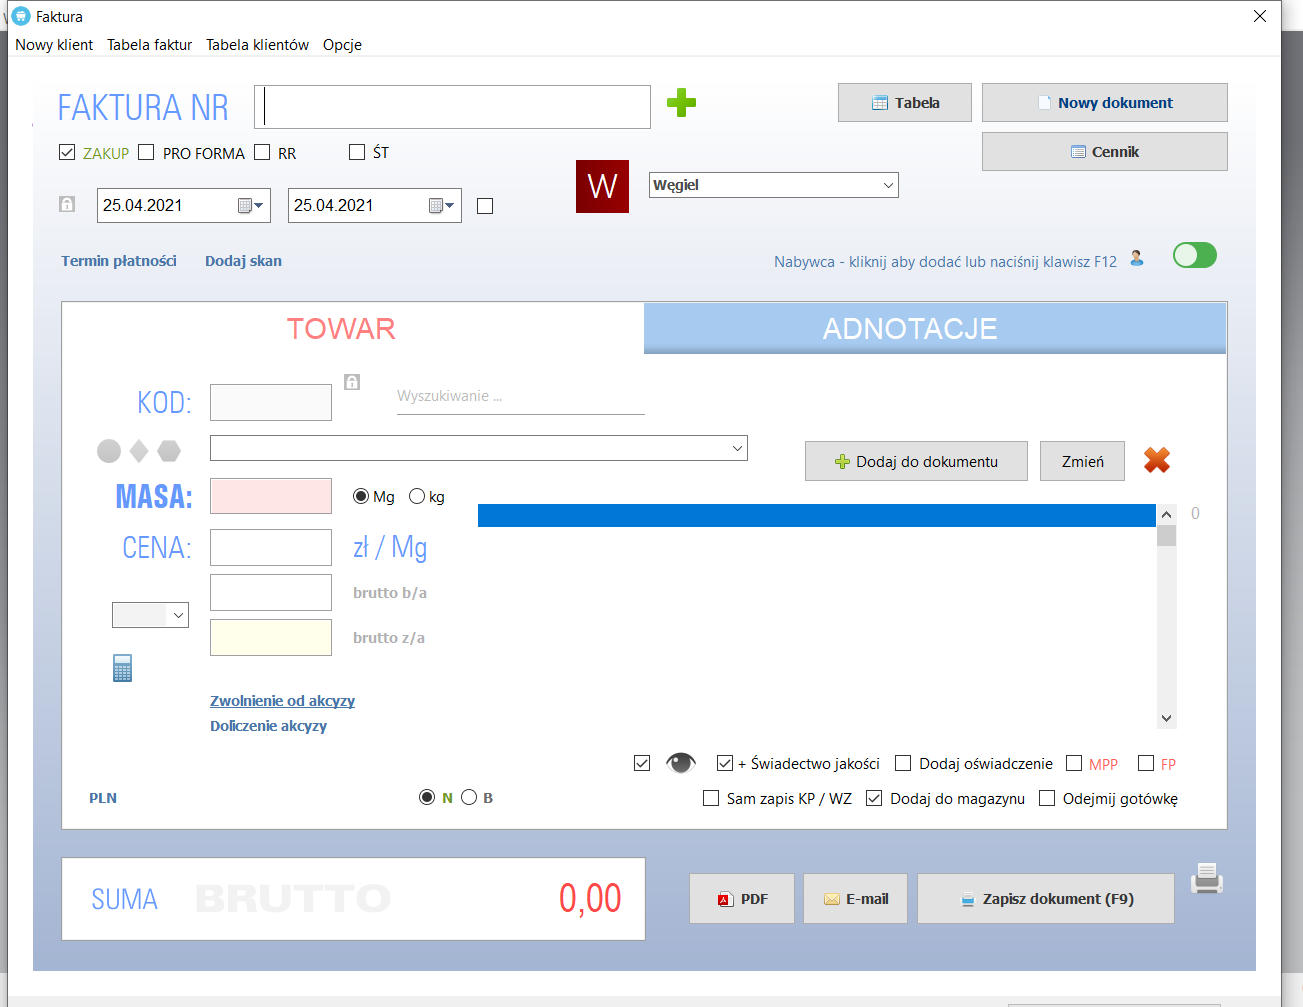 Faktura
Nowy klient Tabela faktur Tabela klientów Opcje
FAKTURA NR
Tabela
Nowy dokument
Cennik
ZAKUP PRO FORMA RR ŚT
W
Węgiel
25.04.2021
25.04.2021
Termin płatności
Dodaj skan
Nabywca - kliknij aby dodać lub naciśnij klawisz F12
TOWAR
ADNOTACJE
KOD:
Wyszukiwanie ...
Dodaj do dokumentu
Zmień
MASA:
Mg kg
0
CENA:
zł / Mg
brutto b/a
brutto z/a
Zwolnienie od akcyzy
Doliczenie akcyzy
+ Świadectwo jakości Dodaj oświadczenie MPP FP
PLN
N B
Sam zapis KP / WZ Dodaj do magazynu Odejmij gotówkę
SUMA
BRUTTO
0,00
PDF
E-mail
Zapisz dokument (F9)